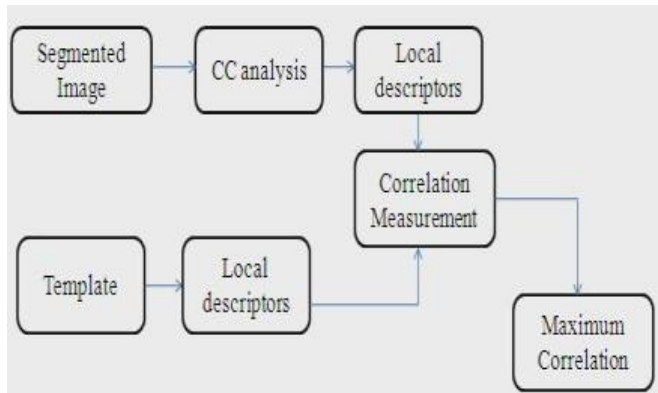 Segmented
Image
CC analysis
Local
descriptors
Correlation
Measurement
Template
Local
descriptors
Maximum
Correlation